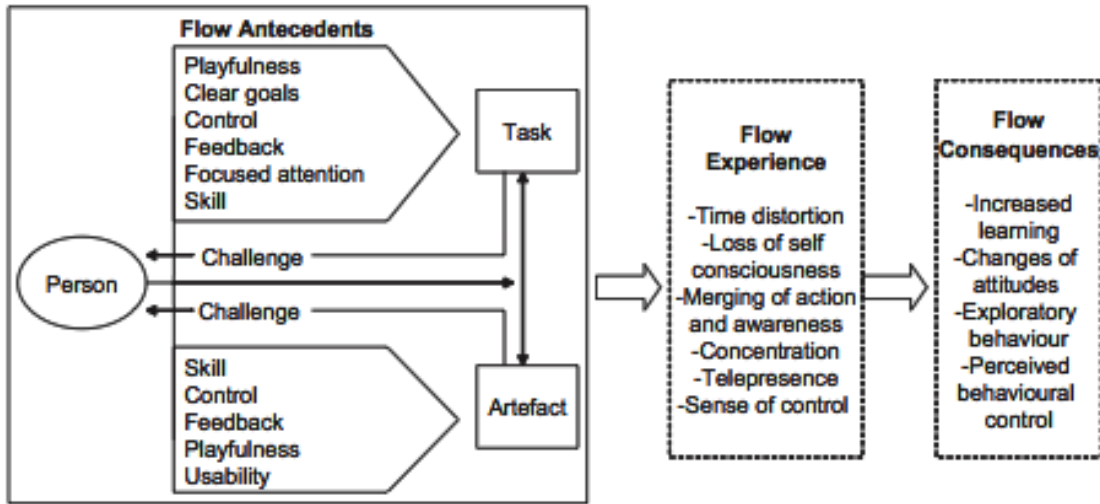 Flow Antecedents
Playfulness
Clear goals
Control
Feedback
Focused attention
Skill
Task
Challenge
Person
Challenge
Skill
Control
Feedback
Playfulness
Usability
Artefact
Flow
Experience
-Time distortion
-Loss of self
consciousness
-Merging of action
and awareness
-Concentration
-Telepresence
-Sense of control
Flow
Consequences
-Increased
learning
-Changes of
attitudes
-Exploratory
behaviour
-Perceived
behavioural
control